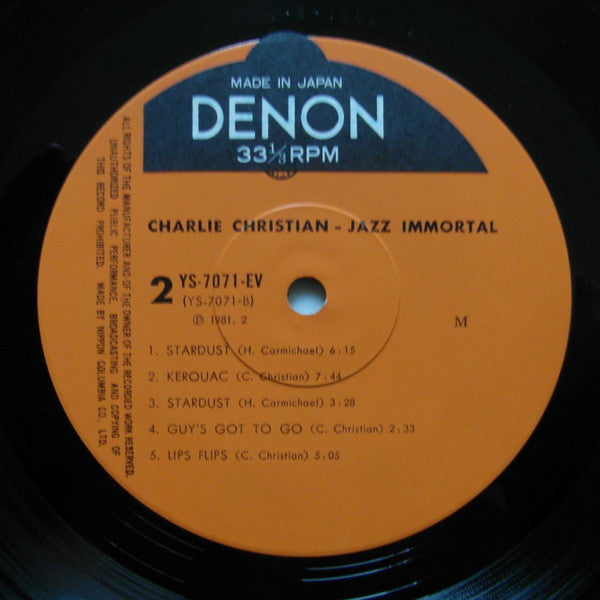 MADE IN JAPAN
DENON
33 1/3 RPM
CHARLIE CHRISTIAN - JAZZ IMMORTAL
2 YS-7071-EV
(YS-7071-B)
℗ 1981. 2
M
1. STARDUST (H. Carmichael) 6:15
2. KEROUAC (C. Christian) 7:44
3. STARDUST (H. Carmichael) 3:28
4. GUY'S GOT TO GO (C. Christian) 2:33
5. LIPS FLIPS (C. Christian) 5:05
ALL RIGHTS OF THE MANUFACTURER AND OF THE OWNER OF THE RECORDED WORK RESERVED.
UNAUTHORIZED PUBLIC PERFORMANCE, BROADCASTING AND COPYING OF
THIS RECORD PROHIBITED. MADE BY NIPPON COLUMBIA CO., LTD.